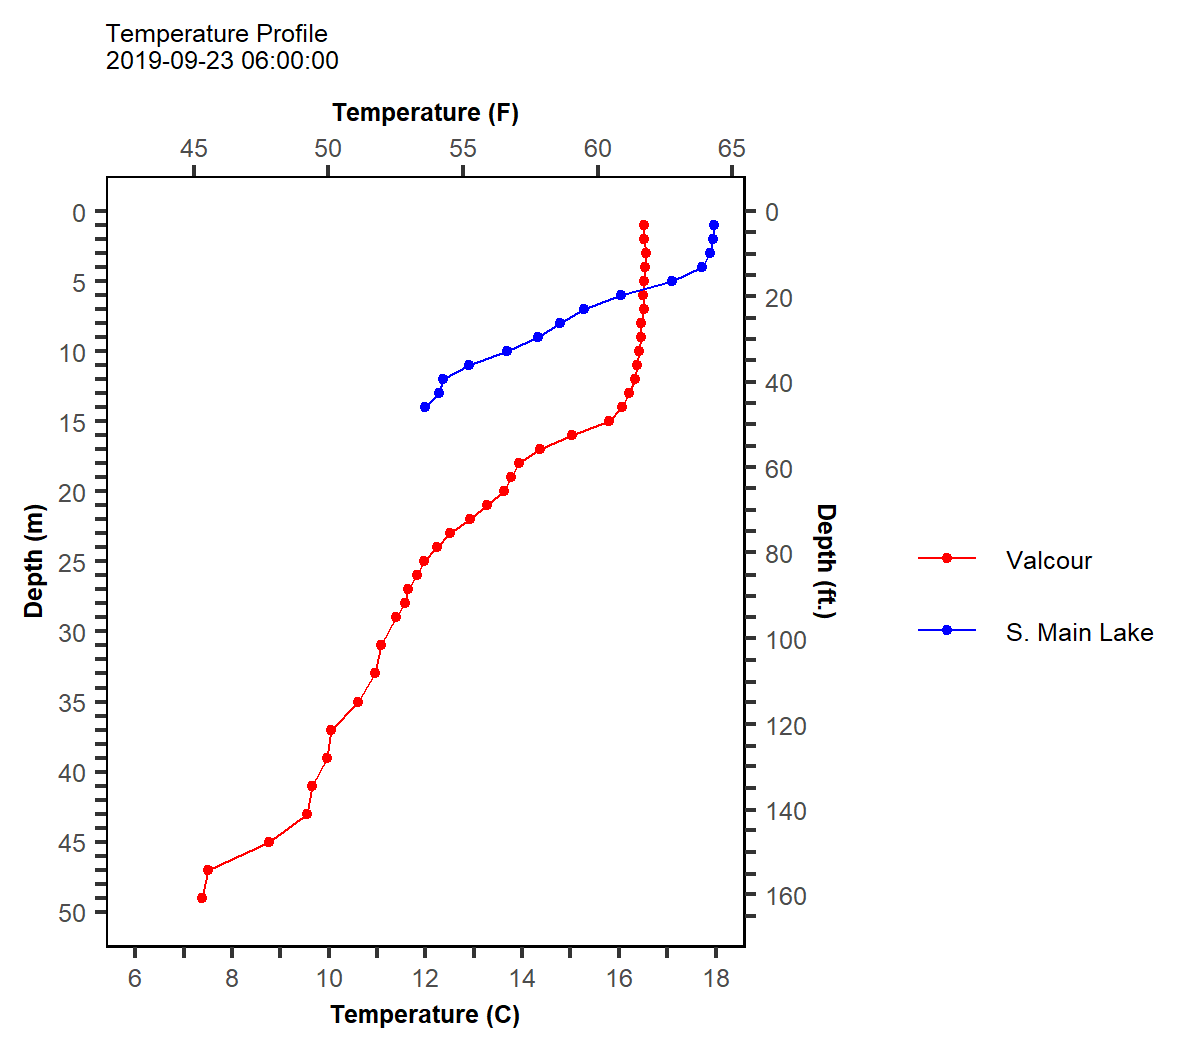 Temperature Profile
2019-09-23 06:00:00
Temperature (F)
45 50 55 60 65
0
5
10
15
20
25
30
35
40
45
50
Depth (m)
0
20
40
60
80
100
120
140
160
Depth (ft.)
6 8 10 12 14 16 18
Temperature (C)
Valcour
S. Main Lake